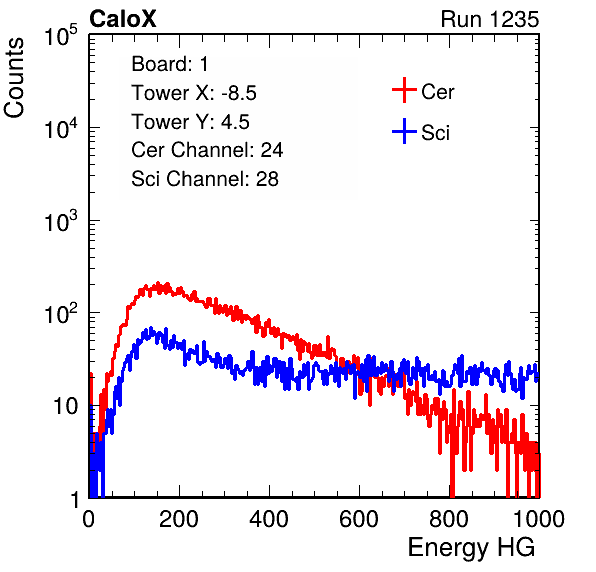 CaloX Run 1235
Counts
10^5
10^4
10^3
10^2
10
1
Board: 1
Tower X: -8.5
Tower Y: 4.5
Cer Channel: 24
Sci Channel: 28
Cer
Sci
0 200 400 600 800 1000
Energy HG